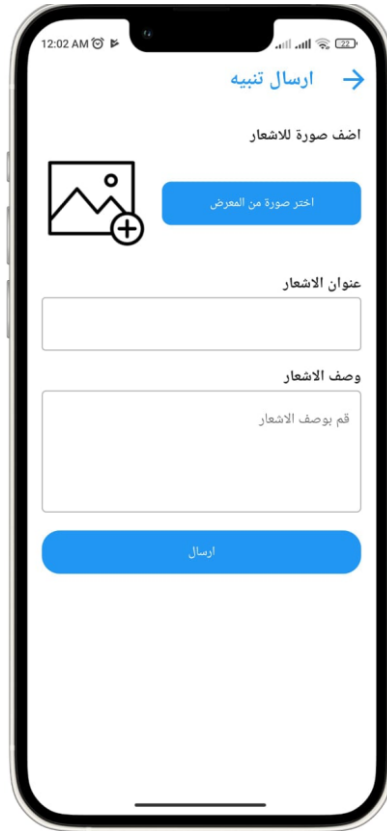 12:02 AM 22
ارسال تنبيه
اضف صورة للاشعار
اختر صورة من المعرض
عنوان الاشعار
وصف الاشعار
قم بوصف الاشعار
ارسال